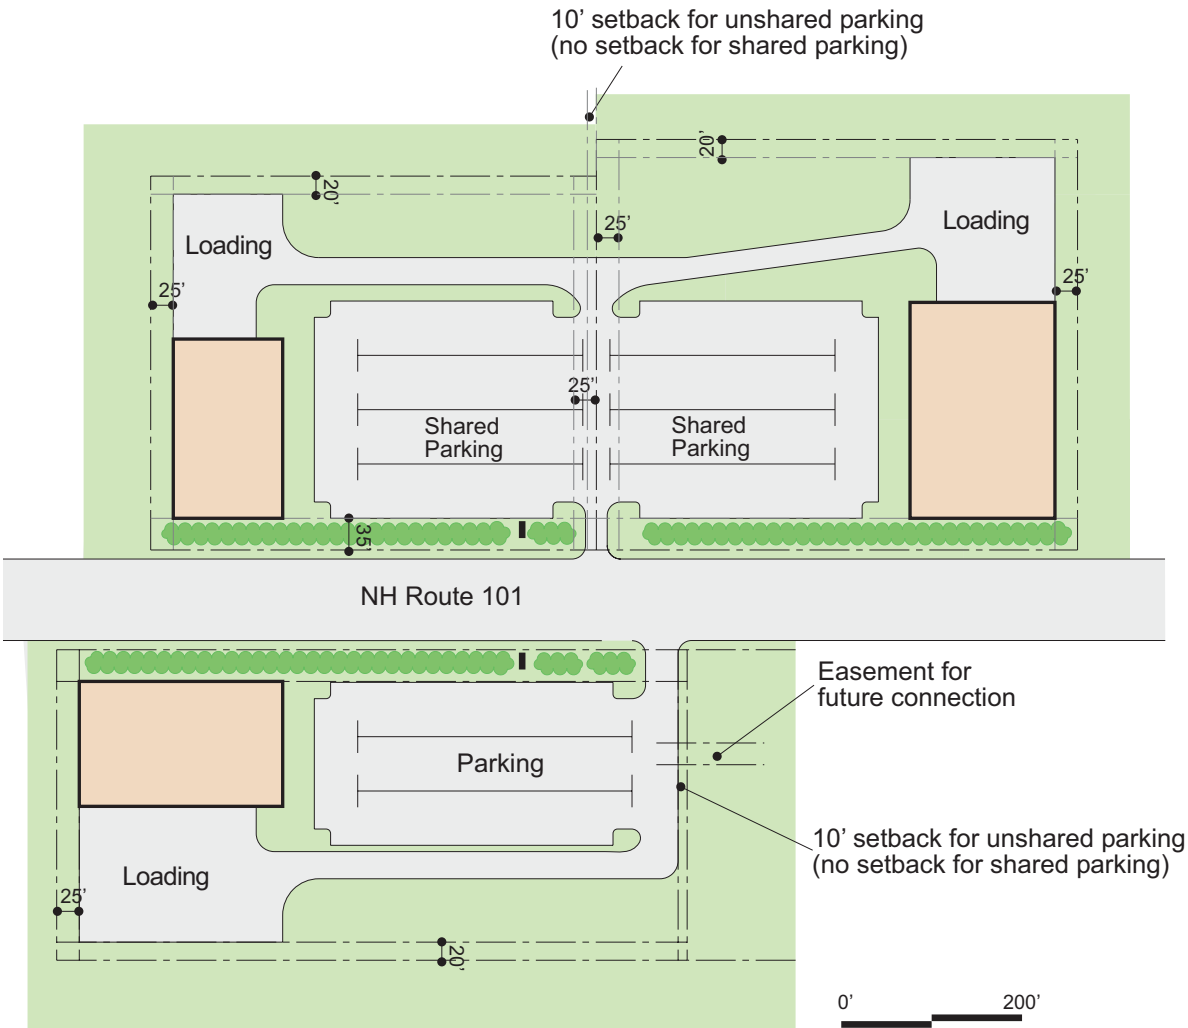 10’ setback for unshared parking
(no setback for shared parking)
20’
20’
25’
Loading
Loading
25’
25’
25’
Shared
Parking
Shared
Parking
35’
NH Route 101
Easement for
future connection
Parking
10’ setback for unshared parking
(no setback for shared parking)
Loading
25’
20’
0’ 200’